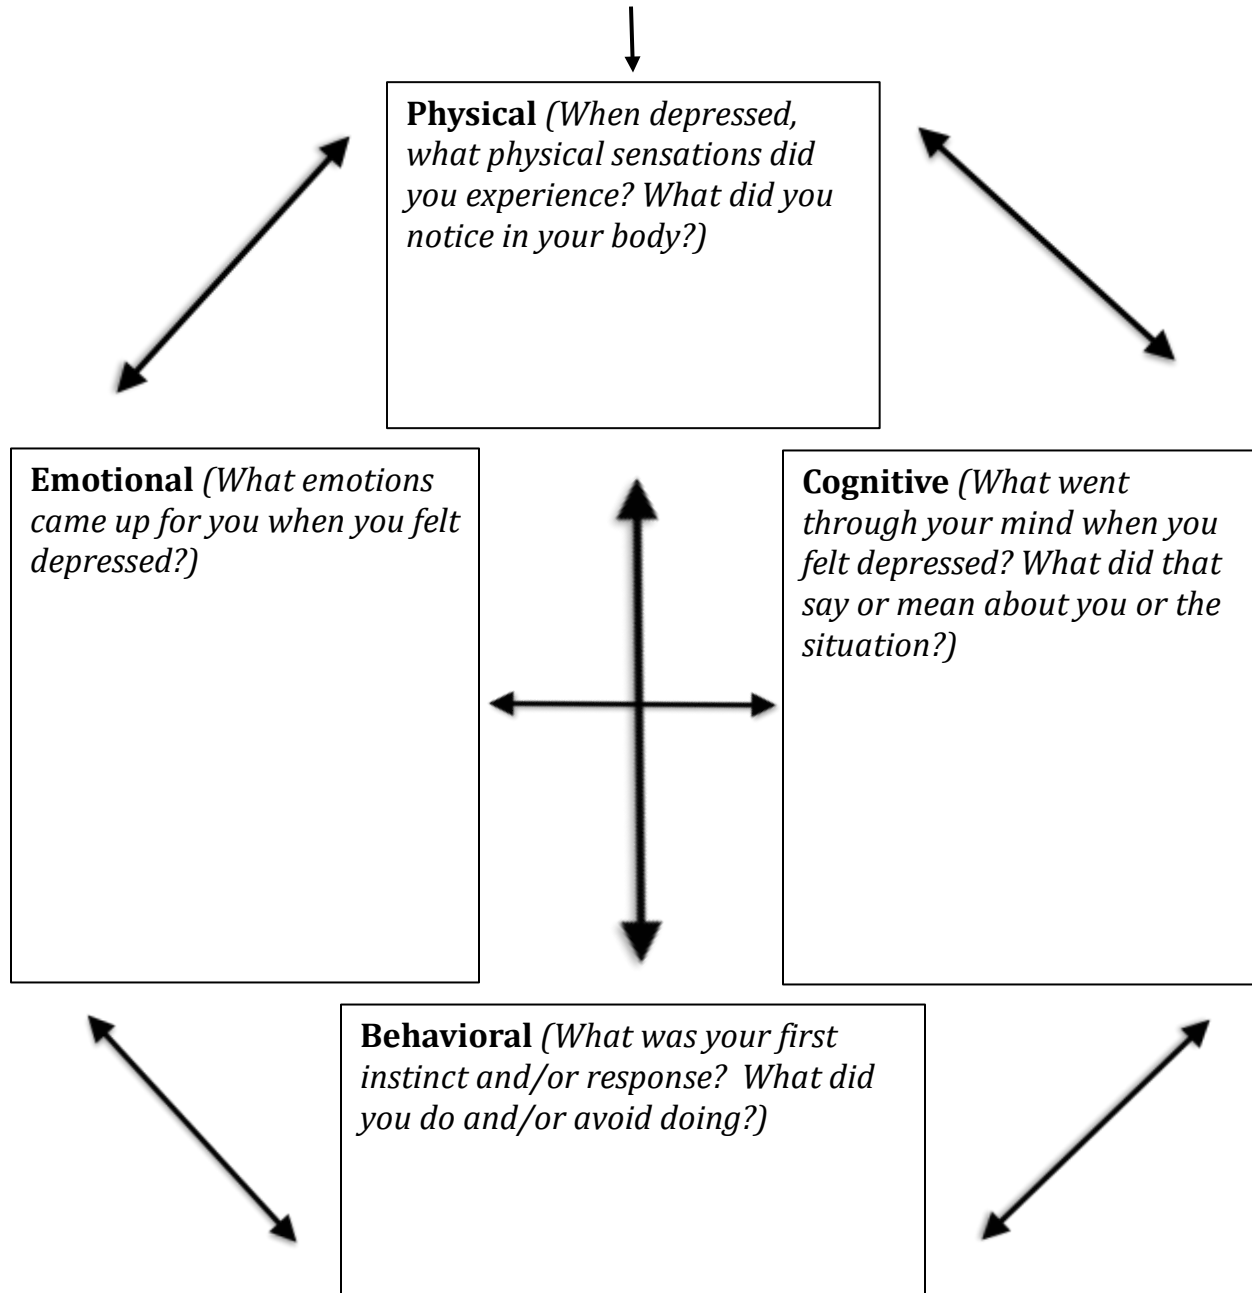 Physical (When depressed,
what physical sensations did
you experience? What did you
notice in your body?)
Emotional (What emotions
came up for you when you felt
depressed?)
Cognitive (What went
through your mind when you
felt depressed? What did that
say or mean about you or the
situation?)
Behavioral (What was your first
instinct and/or response?  What did
you do and/or avoid doing?)